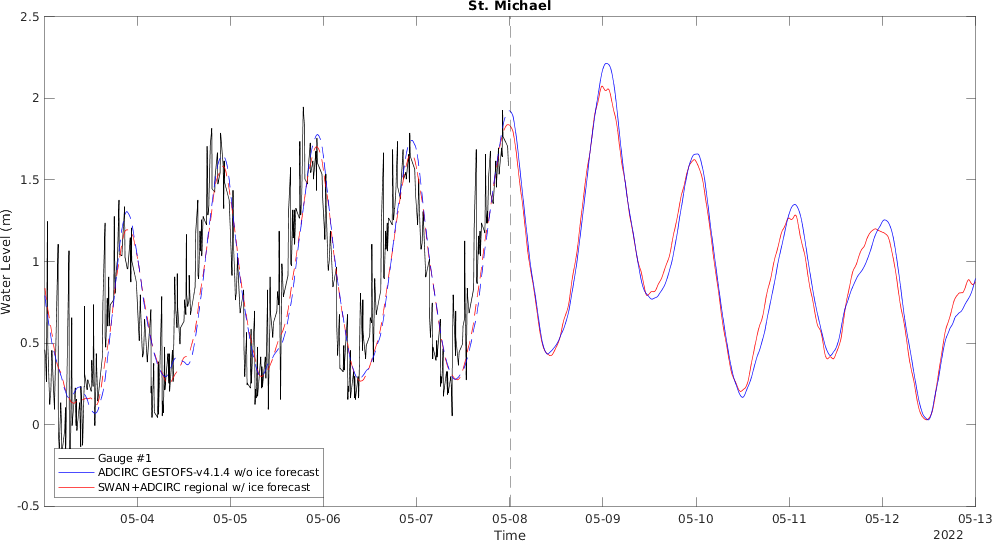 St. Michael
2.5
2
1.5
1
0.5
0
-0.5
Water Level (m)
Gauge #1
ADCIRC GESTOFS-v4.1.4 w/o ice forecast
SWAN+ADCIRC regional w/ ice forecast
05-04 05-05 05-06 05-07 05-08 05-09 05-10 05-11 05-12 05-13
Time
2022